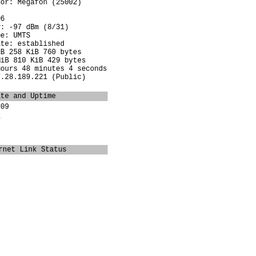 or: Megafon (25002)
6
: -97 dBm (8/31)
e: UMTS
te: established
B 258 KiB 760 bytes
iB 810 KiB 429 bytes
ours 48 minutes 4 seconds
.28.189.221 (Public)
te and Uptime
09
rnet Link Status